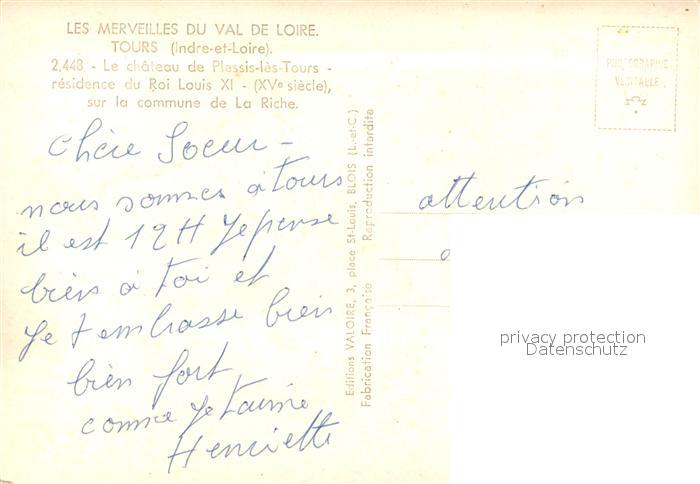 LES MERVEILLES DU VAL DE LOIRE.
TOURS (Indre-et-Loire).
2,448 - Le château de Plessis-lès-Tours -
résidence du Roi Louis XI - (XVe siècle),
sur la commune de La Riche.
Chère Soeur -
nous sommes à tours
il est 12H Je pense
bien à toi et
Je t embrasse bien
bien fort
comme Je t'aime
Henriette
Editions VALOIRE, 3, place St-Louis, BLOIS (L.-et-C.)
Fabrication Française Reproduction interdite
PHOTOGRAPHIE
VÉRITABLE
attention
privacy protection
Datenschutz